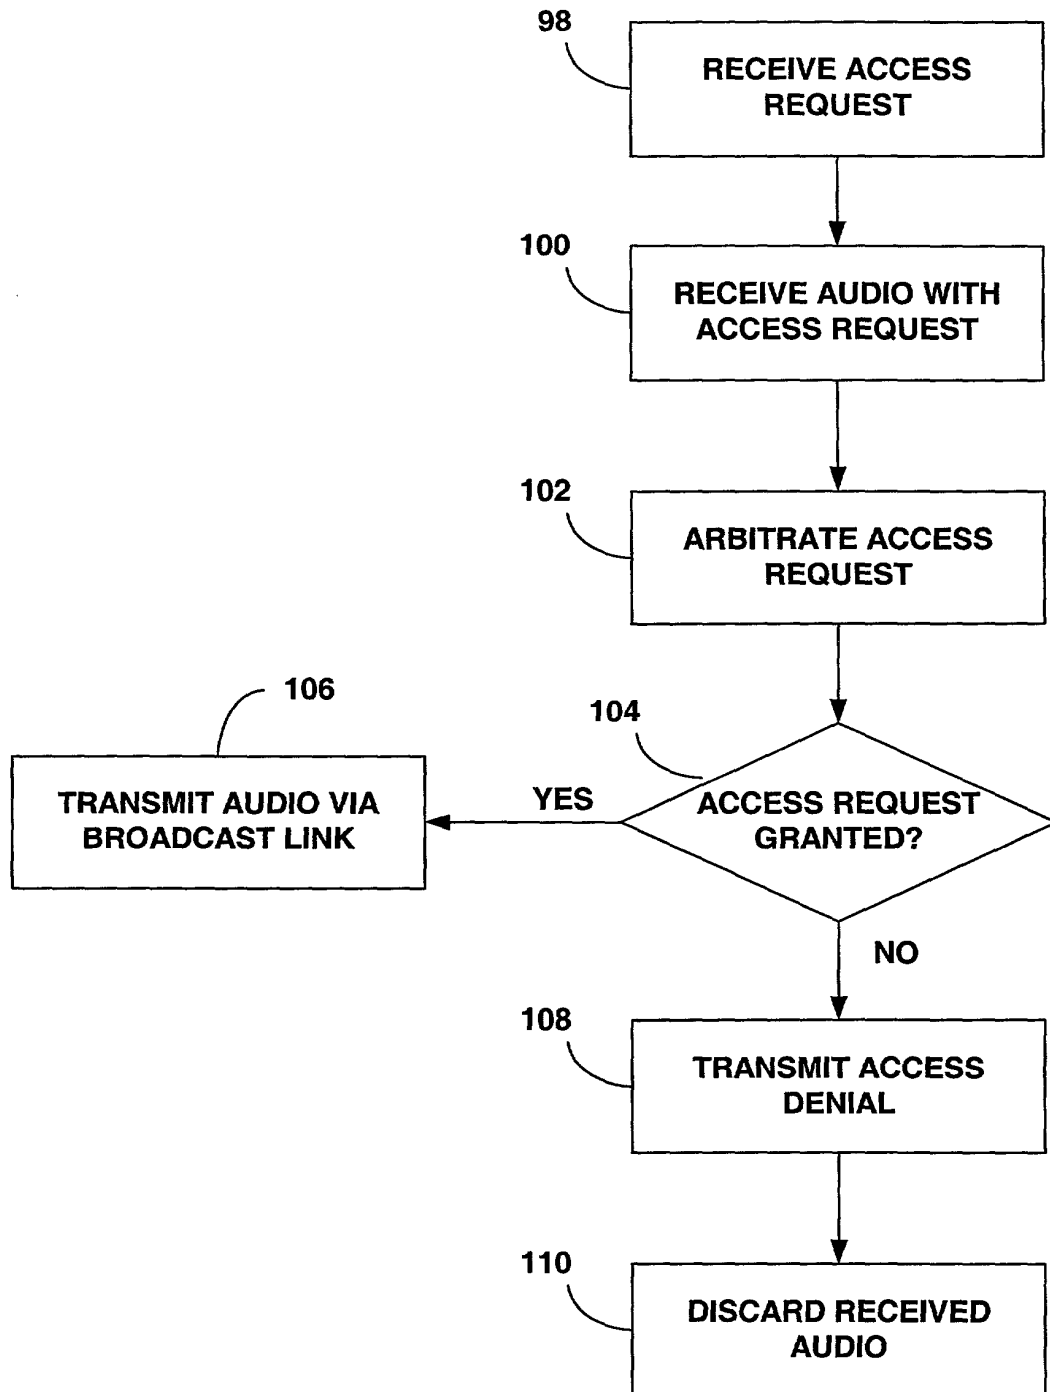 98
RECEIVE ACCESS
REQUEST
100
RECEIVE AUDIO WITH
ACCESS REQUEST
102
ARBITRATE ACCESS
REQUEST
106
104
TRANSMIT AUDIO VIA
BROADCAST LINK
YES
ACCESS REQUEST
GRANTED?
NO
108
TRANSMIT ACCESS
DENIAL
110
DISCARD RECEIVED
AUDIO